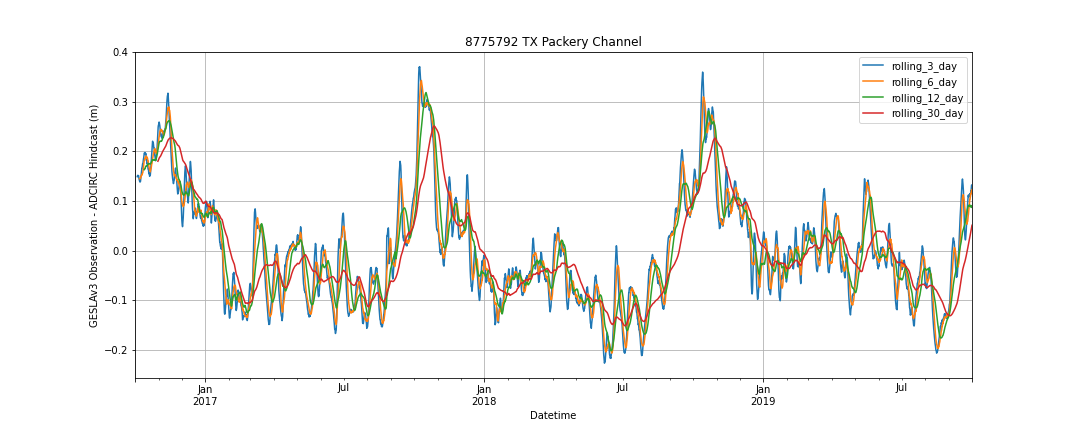 8775792 TX Packery Channel
GESLAv3 Observation - ADCIRC Hindcast (m)
0.4
0.3
0.2
0.1
0.0
−0.1
−0.2
rolling_3_day
rolling_6_day
rolling_12_day
rolling_30_day
Jan Jul Jan Jul Jan Jul
2017 2018 2019
Datetime